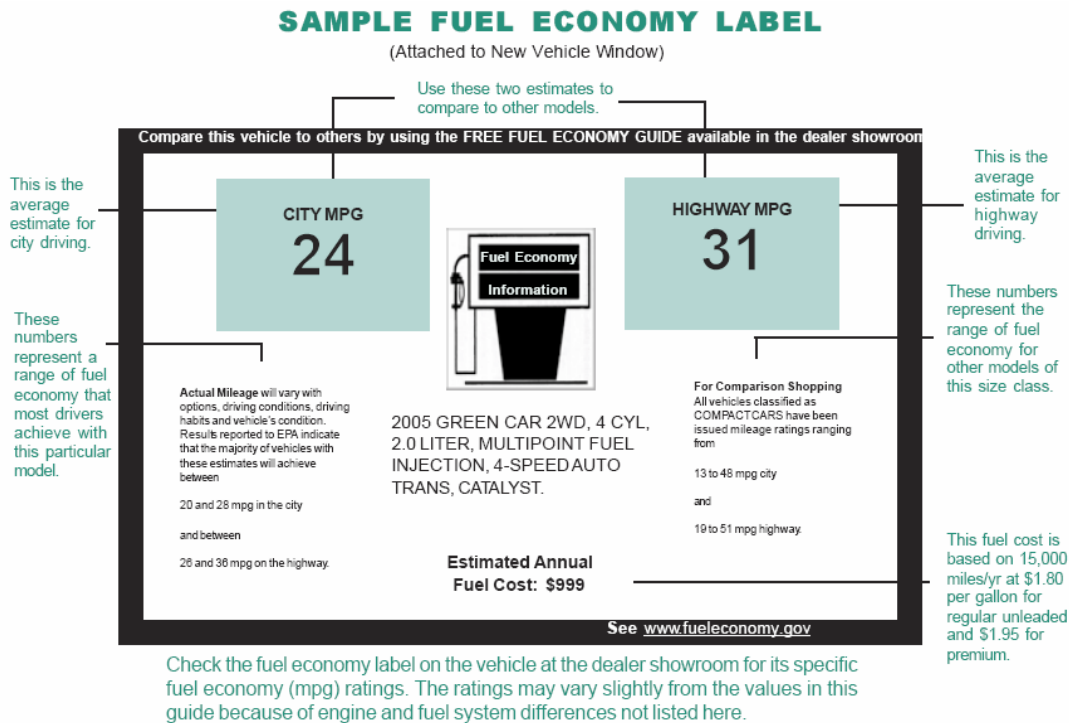 SAMPLE FUEL ECONOMY LABEL
(Attached to New Vehicle Window)
Use these two estimates to
compare to other models.
Compare this vehicle to others by using the FREE FUEL ECONOMY GUIDE available in the dealer showroom
This is the
average
estimate for
city driving.
CITY MPG
24
Fuel Economy
Information
HIGHWAY MPG
31
This is the
average
estimate for
highway
driving.
These
numbers
represent a
range of fuel
economy that
most drivers
achieve with
this particular
model.
Actual Mileage will vary with
options, driving conditions, driving
habits and vehicle's condition.
Results reported to EPA indicate
that the majority of vehicles with
these estimates will achieve
between
20 and 28 mpg in the city
and between
26 and 36 mpg on the highway.
2005 GREEN CAR 2WD, 4 CYL,
2.0 LITER, MULTIPOINT FUEL
INJECTION, 4-SPEED AUTO
TRANS, CATALYST.
For Comparison Shopping
All vehicles classified as
COMPACTCARS have been
issued mileage ratings ranging
from
13 to 48 mpg city
and
19 to 51 mpg highway.
These numbers
represent the
range of fuel
economy for
other models of
this size class.
Estimated Annual
Fuel Cost: $999
This fuel cost is
based on 15,000
miles/yr at $1.80
per gallon for
regular unleaded
and $1.95 for
premium.
See www.fueleconomy.gov
Check the fuel economy label on the vehicle at the dealer showroom for its specific
fuel economy (mpg) ratings. The ratings may vary slightly from the values in this
guide because of engine and fuel system differences not listed here.